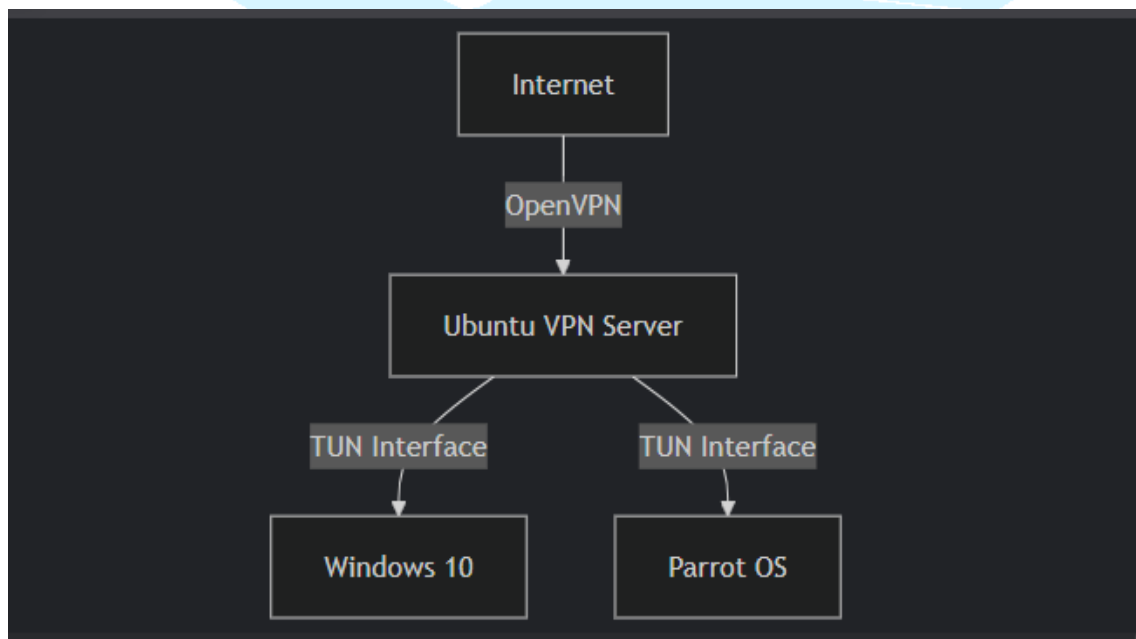 Internet
OpenVPN
Ubuntu VPN Server
TUN Interface
TUN Interface
Windows 10
Parrot OS